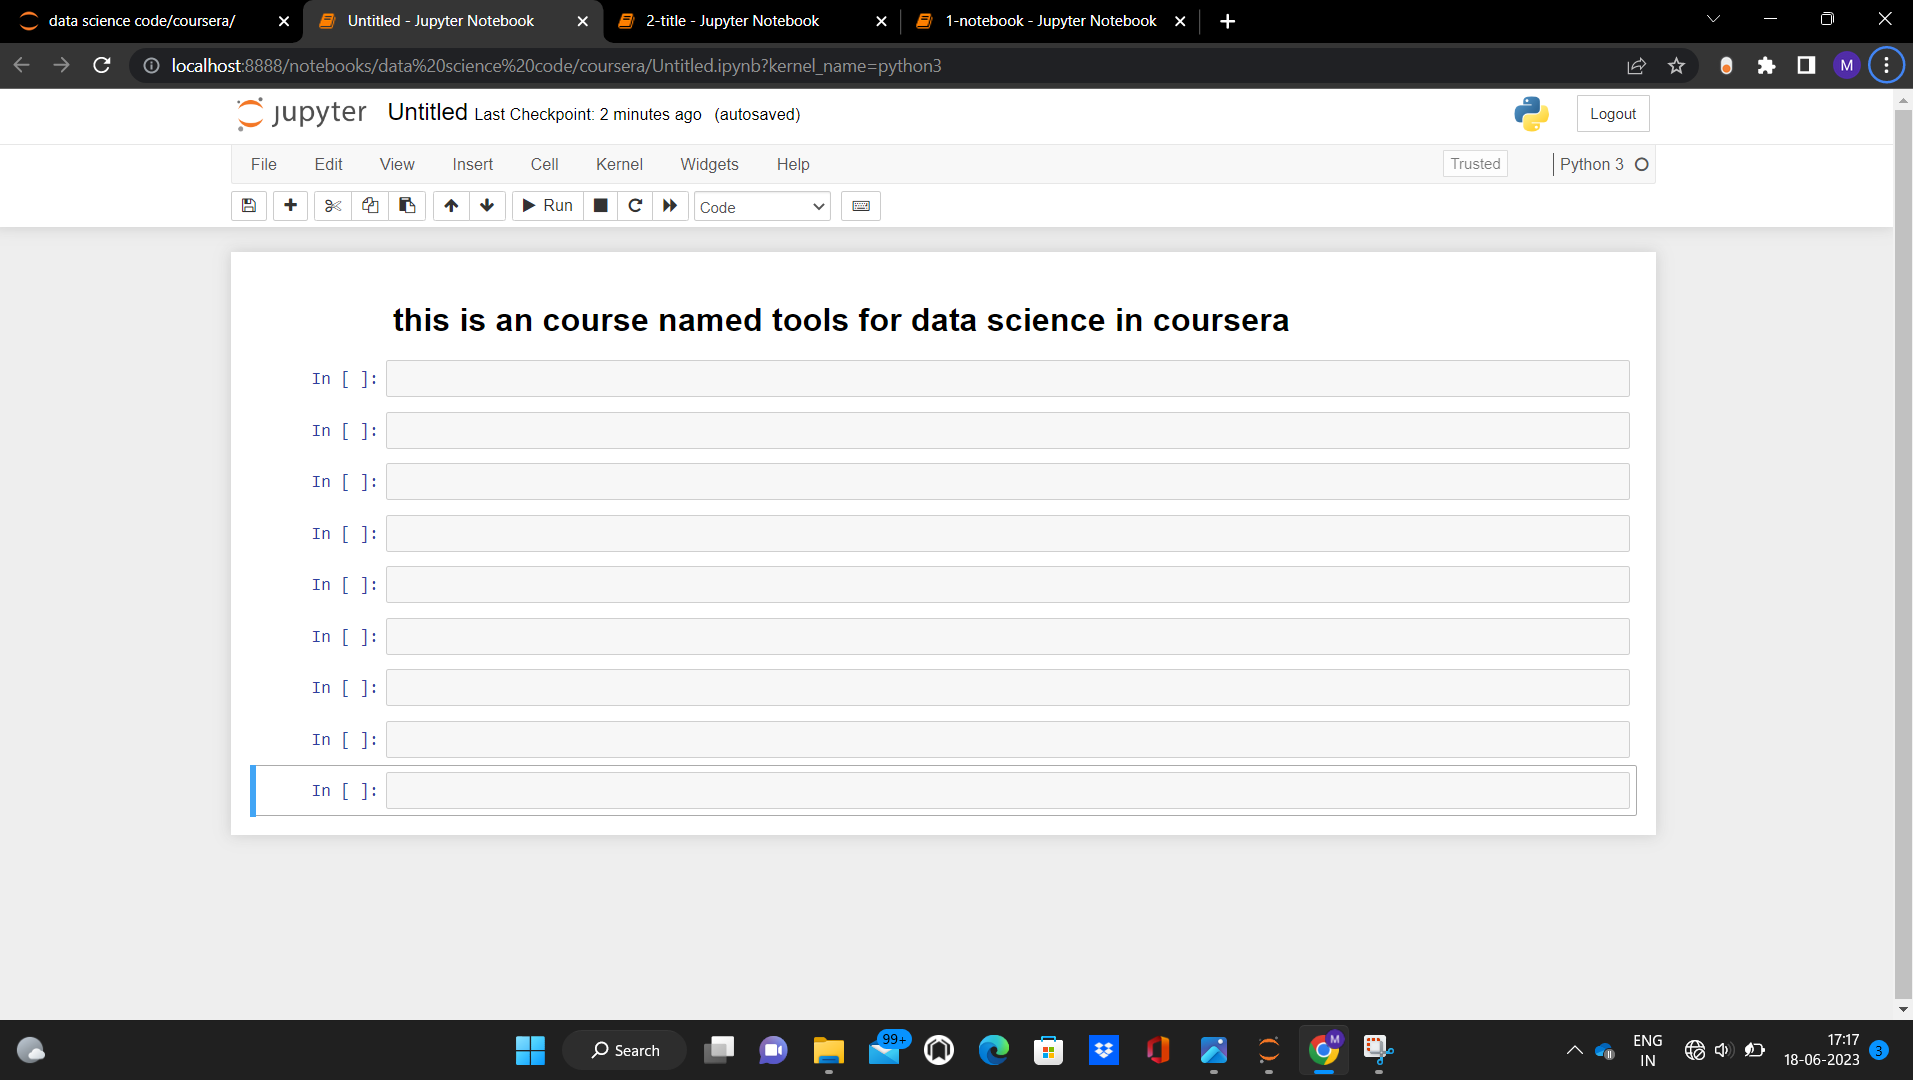 data science code/coursera/
Untitled - Jupyter Notebook
2-title - Jupyter Notebook
1-notebook - Jupyter Notebook
localhost:8888/notebooks/data%20science%20code/coursera/Untitled.ipynb?kernel_name=python3
M
jupyter Untitled Last Checkpoint: 2 minutes ago (autosaved)
Logout
File Edit View Insert Cell Kernel Widgets Help
Trusted
Python 3
Run
Code
this is an course named tools for data science in coursera
In [ ]:
In [ ]:
In [ ]:
In [ ]:
In [ ]:
In [ ]:
In [ ]:
In [ ]:
In [ ]:
Search
99+
M
ENG
IN
17:17
18-06-2023
3